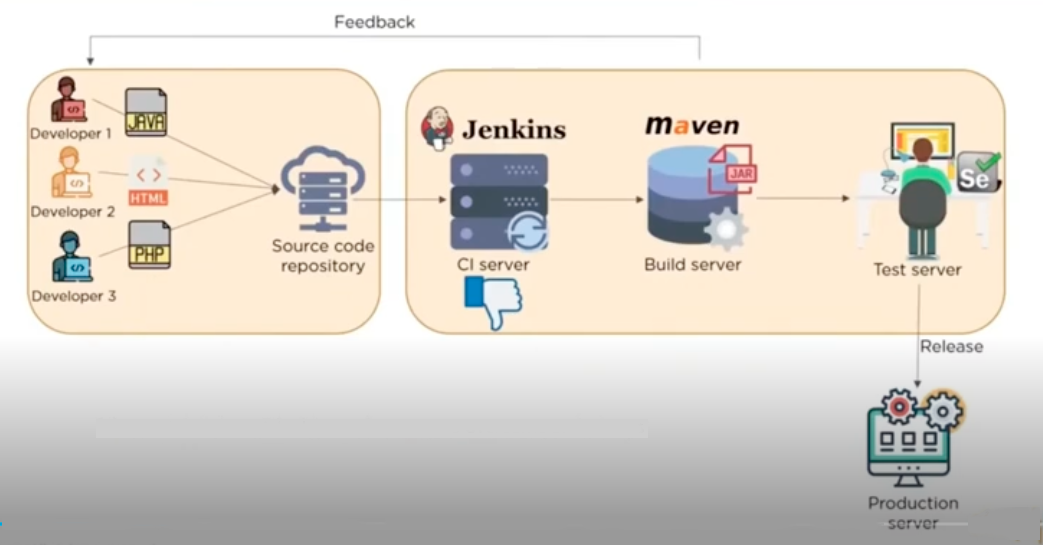 Feedback
Developer 1
JAVA
Developer 2
HTML
Developer 3
PHP
Source code
repository
Jenkins
CI server
maven
JAR
Build server
Se
Test server
Release
Production
server